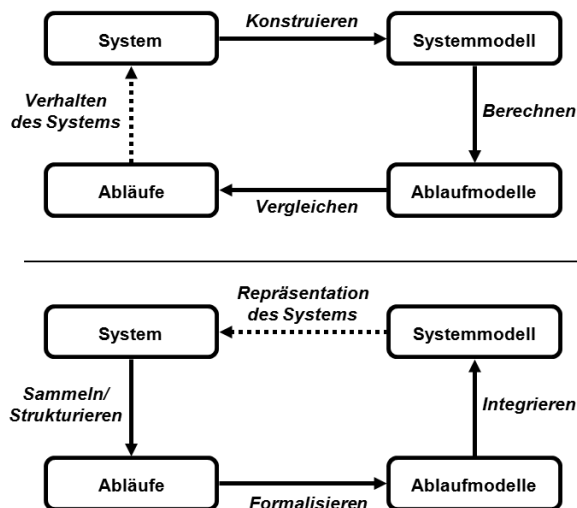 Konstruieren
System
Systemmodell
Verhalten
des Systems
Berechnen
Abläufe
Ablaufmodelle
Vergleichen
Repräsentation
des Systems
System
Systemmodell
Sammeln/
Strukturieren
Integrieren
Abläufe
Ablaufmodelle
Formalisieren